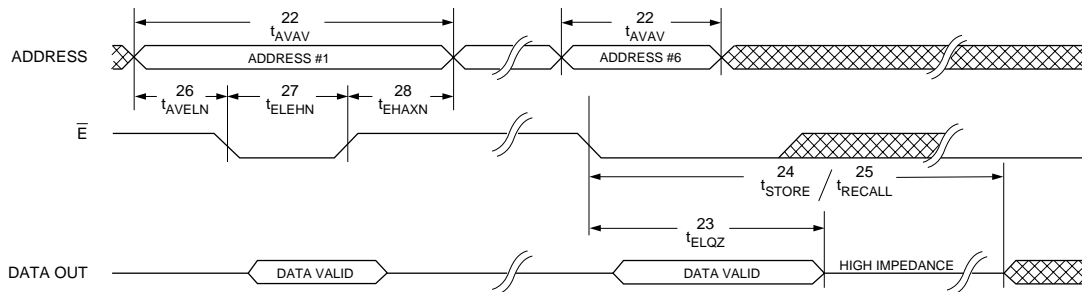 22
tAVAV
22
tAVAV
ADDRESS
ADDRESS #1
ADDRESS #6
26
tAVELN
27
tELEHN
28
tEHAXN
E
24
tSTORE
/
25
tRECALL
23
tELQZ
DATA OUT
DATA VALID
DATA VALID
HIGH IMPEDANCE